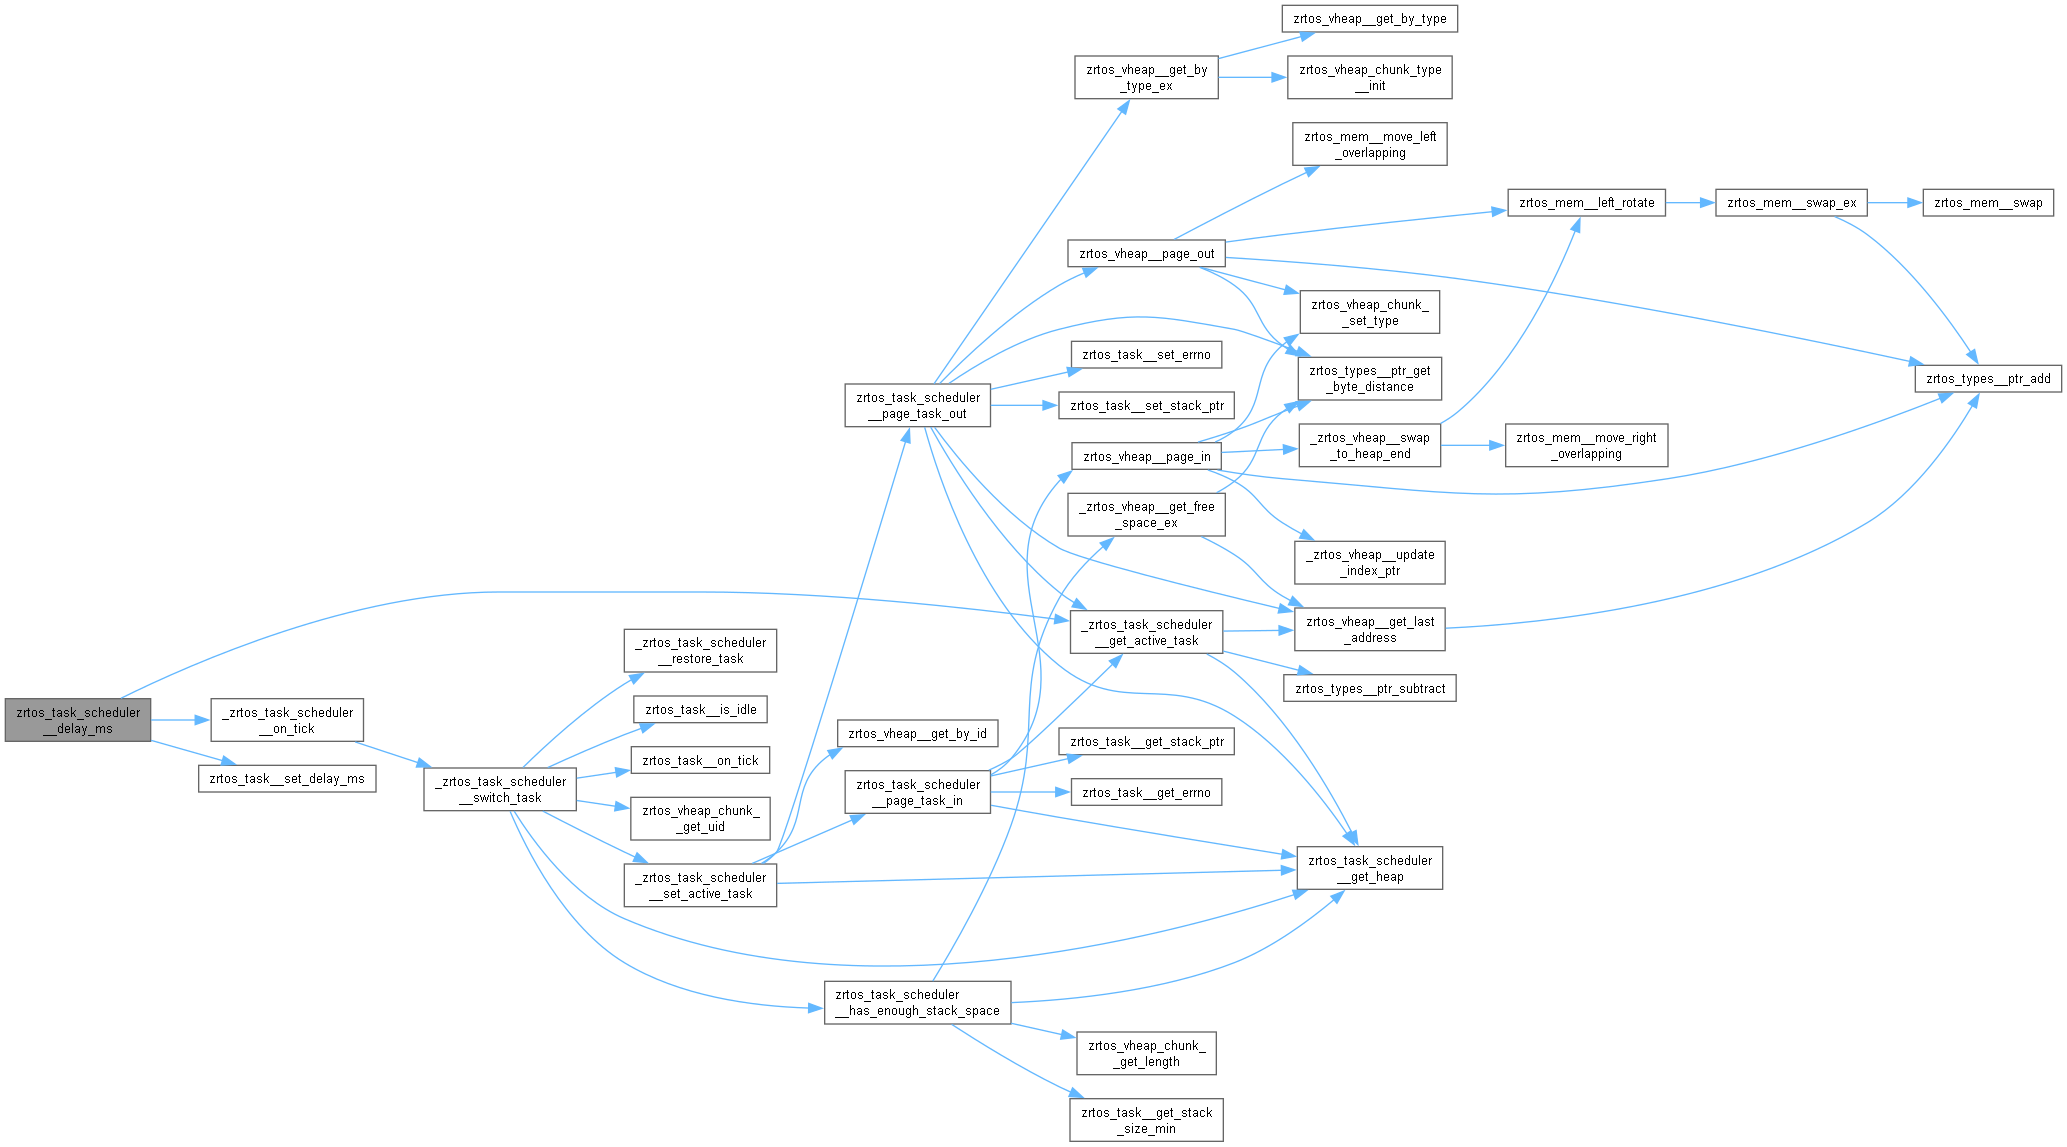 zrtos_task_scheduler
__delay_ms
_zrtos_task_scheduler
__on_tick
zrtos_task__set_delay_ms
_zrtos_task_scheduler
__switch_task
_zrtos_task_scheduler
__restore_task
zrtos_task__is_idle
zrtos_task__on_tick
zrtos_vheap_chunk_
_get_uid
_zrtos_task_scheduler
__set_active_task
zrtos_task_scheduler
__page_task_out
zrtos_vheap__get_by_id
zrtos_task_scheduler
__page_task_in
zrtos_task_scheduler
__has_enough_stack_space
zrtos_vheap__get_by
_type_ex
zrtos_vheap__page_out
zrtos_task__set_errno
zrtos_task__set_stack_ptr
zrtos_vheap__page_in
_zrtos_vheap__get_free
_space_ex
_zrtos_task_scheduler
__get_active_task
zrtos_task__get_stack_ptr
zrtos_task__get_errno
zrtos_vheap_chunk_
_get_length
zrtos_task__get_stack
_size_min
zrtos_vheap__get_by_type
zrtos_vheap_chunk_type
__init
zrtos_mem__move_left
_overlapping
zrtos_vheap_chunk_
_set_type
zrtos_types__ptr_get
_byte_distance
_zrtos_vheap__swap
_to_heap_end
_zrtos_vheap__update
_index_ptr
zrtos_vheap__get_last
_address
zrtos_types__ptr_subtract
zrtos_task_scheduler
__get_heap
zrtos_mem__left_rotate
zrtos_mem__move_right
_overlapping
zrtos_mem__swap_ex
zrtos_mem__swap
zrtos_types__ptr_add